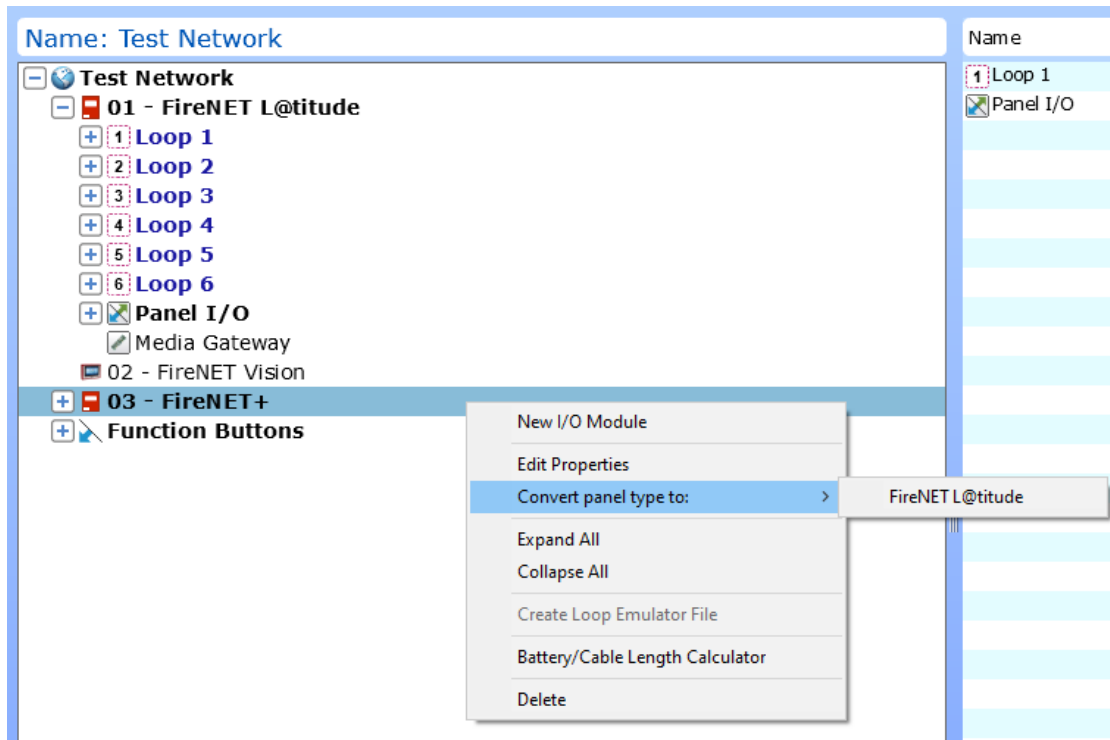 Name: Test Network
Test Network
01 - FireNET L@titude
1 Loop 1
2 Loop 2
3 Loop 3
4 Loop 4
5 Loop 5
6 Loop 6
Panel I/O
Media Gateway
02 - FireNET Vision
03 - FireNET+
Function Buttons
New I/O Module
Edit Properties
Convert panel type to:
FireNET L@titude
Expand All
Collapse All
Create Loop Emulator File
Battery/Cable Length Calculator
Delete
Name
1 Loop 1
Panel I/O